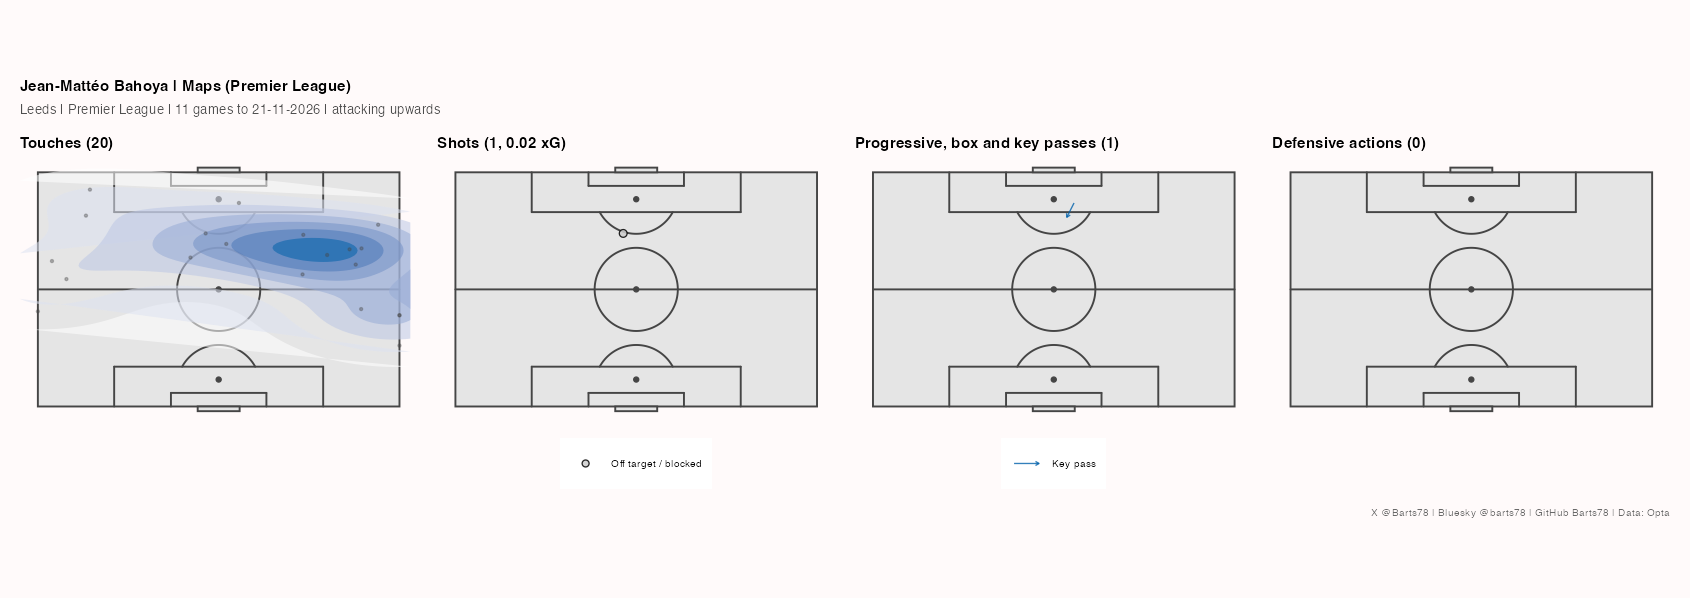 Jean-Mattéo Bahoya | Maps (Premier League)
Leeds | Premier League | 11 games to 21-11-2026 | attacking upwards
Touches (20)
Shots (1, 0.02 xG)
Progressive, box and key passes (1)
Defensive actions (0)
Off target / blocked
Key pass
X @Barts78 | Bluesky @barts78 | GitHub Barts78 | Data: Opta